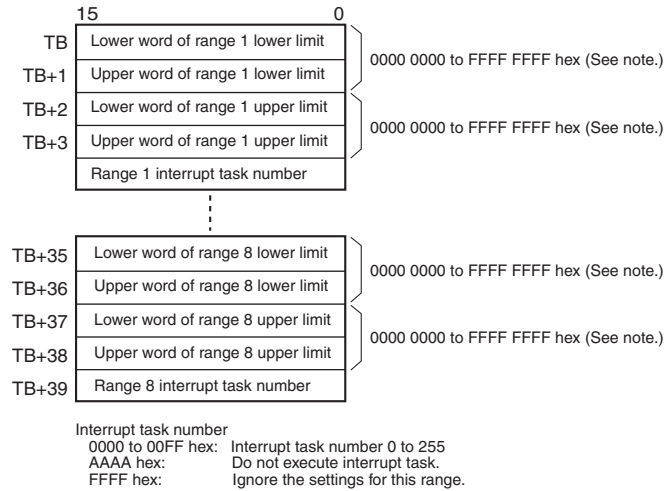 15 0
TB Lower word of range 1 lower limit
0000 0000 to FFFF FFFF hex (See note.)
TB+1 Upper word of range 1 lower limit
TB+2 Lower word of range 1 upper limit
0000 0000 to FFFF FFFF hex (See note.)
TB+3 Upper word of range 1 upper limit
Range 1 interrupt task number
TB+35 Lower word of range 8 lower limit
0000 0000 to FFFF FFFF hex (See note.)
TB+36 Upper word of range 8 lower limit
TB+37 Lower word of range 8 upper limit
0000 0000 to FFFF FFFF hex (See note.)
TB+38 Upper word of range 8 upper limit
TB+39 Range 8 interrupt task number
Interrupt task number
0000 to 00FF hex: Interrupt task number 0 to 255
AAAA hex: Do not execute interrupt task.
FFFF hex: Ignore the settings for this range.